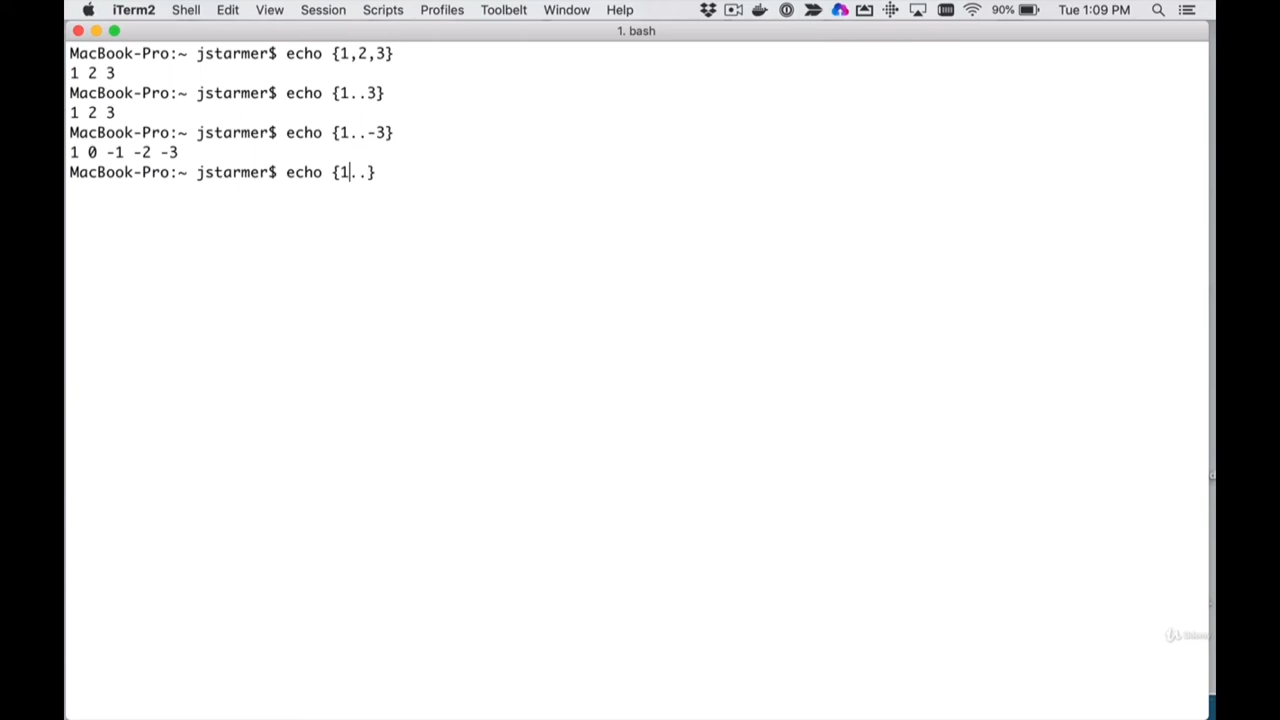 iTerm2 Shell Edit View Session Scripts Profiles Toolbelt Window Help 90% Tue 1:09 PM
1. bash
MacBook-Pro:~ jstarmer$ echo {1,2,3}
1 2 3
MacBook-Pro:~ jstarmer$ echo {1..3}
1 2 3
MacBook-Pro:~ jstarmer$ echo {1..-3}
1 0 -1 -2 -3
MacBook-Pro:~ jstarmer$ echo {1..}
Udemy